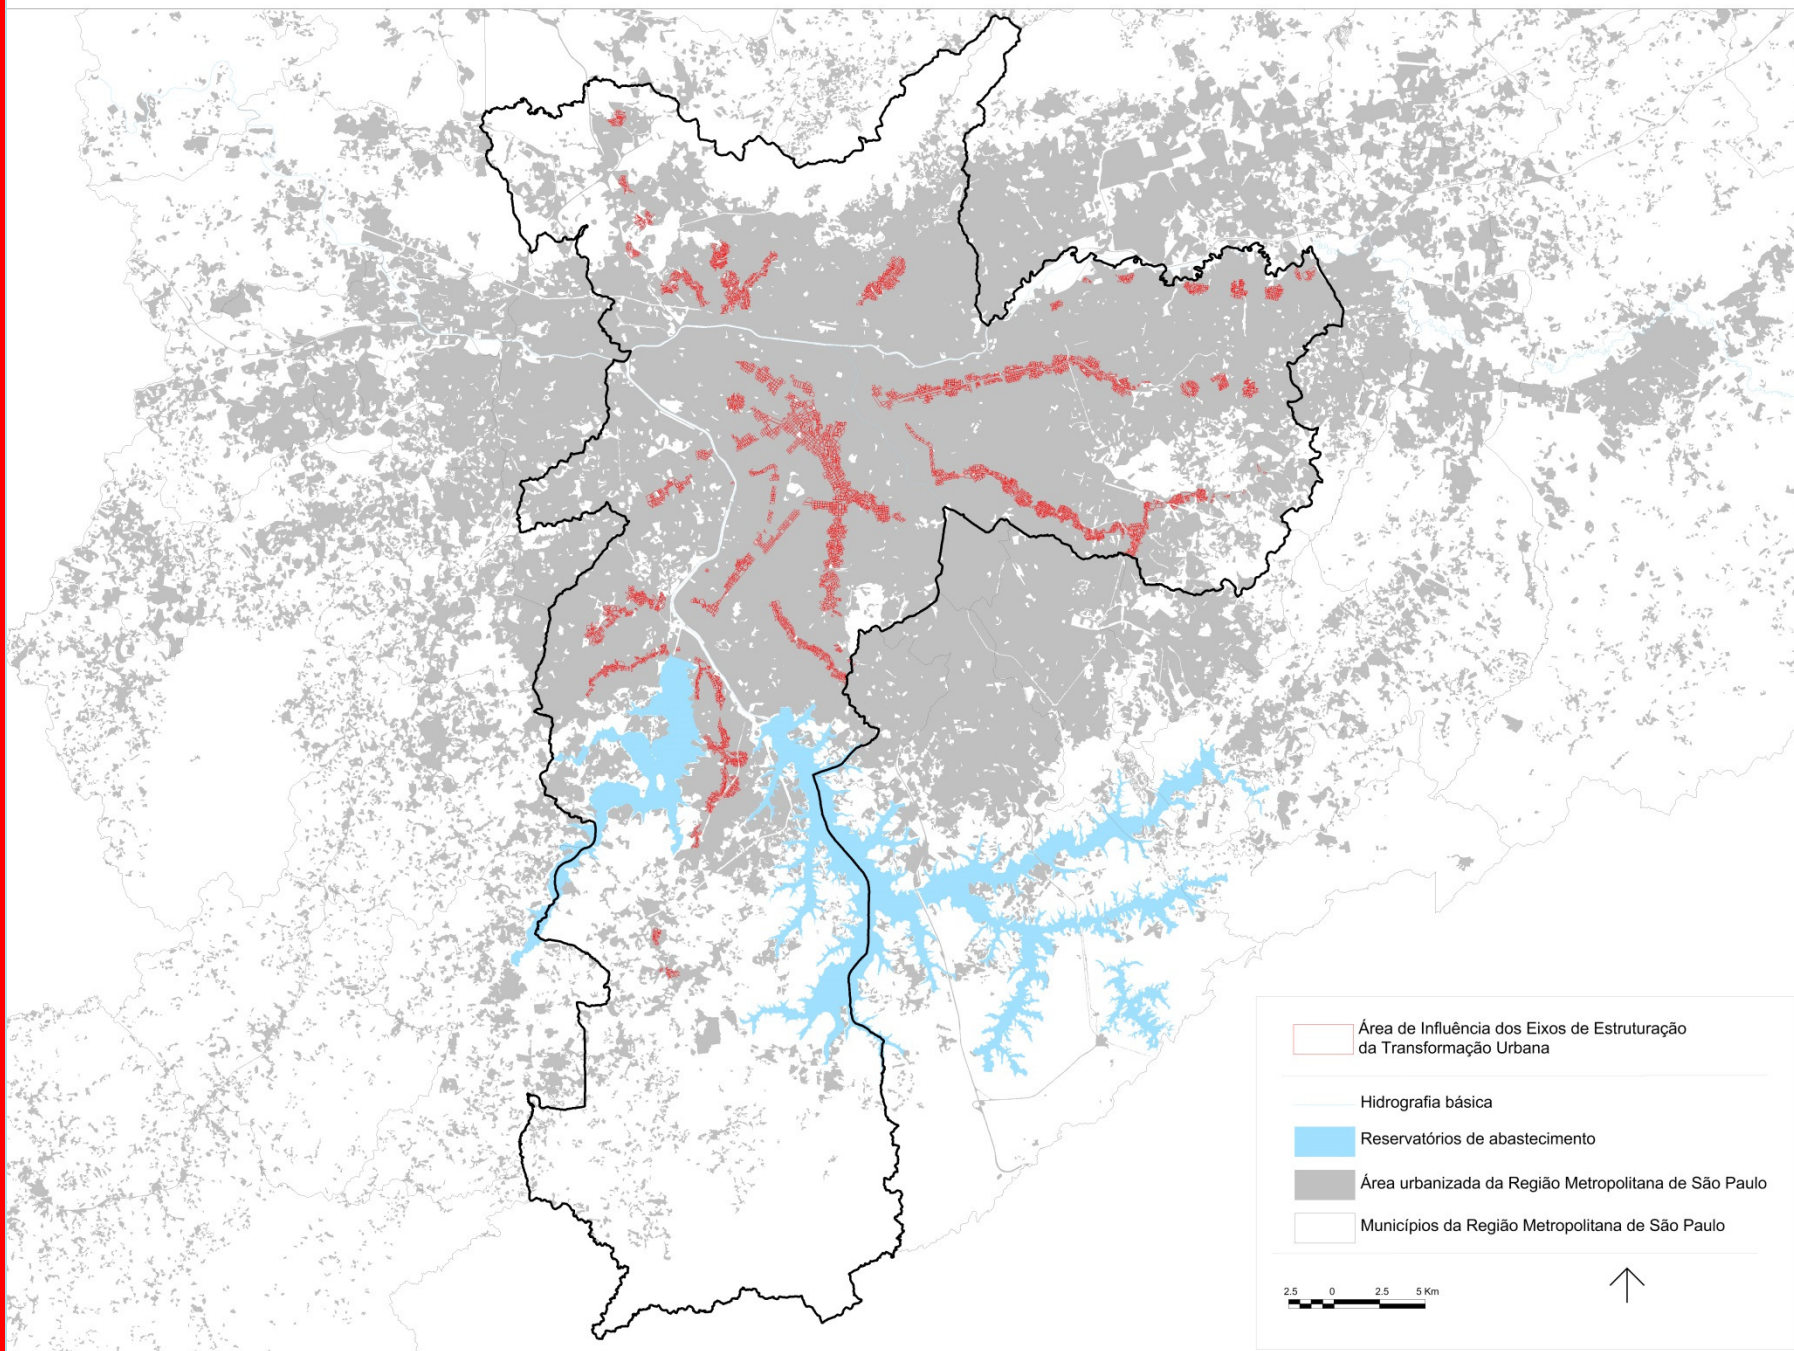 Área de Influência dos Eixos de Estruturação
da Transformação Urbana
Hidrografia básica
Reservatórios de abastecimento
Área urbanizada da Região Metropolitana de São Paulo
Municípios da Região Metropolitana de São Paulo
2.5 0 2.5 5 Km